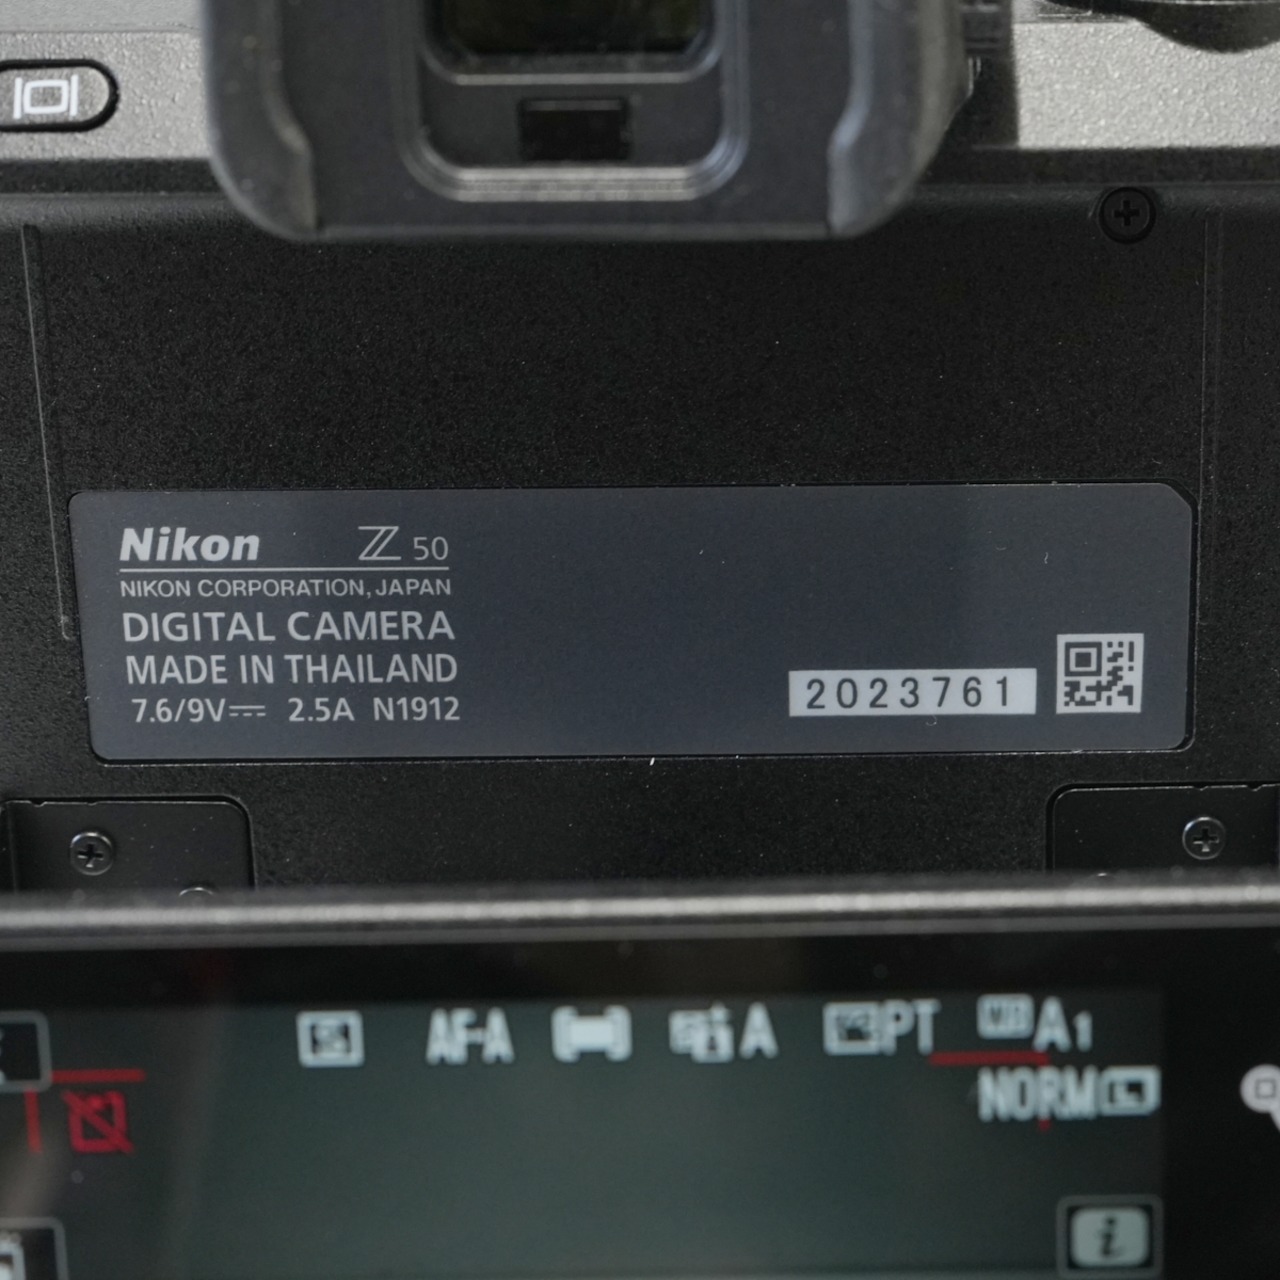 Nikon Z 50
NIKON CORPORATION, JAPAN
DIGITAL CAMERA
MADE IN THAILAND
7.6/9V⎓ 2.5A N1912
2023761
AF-A
A
PT
A1
NORM L
i